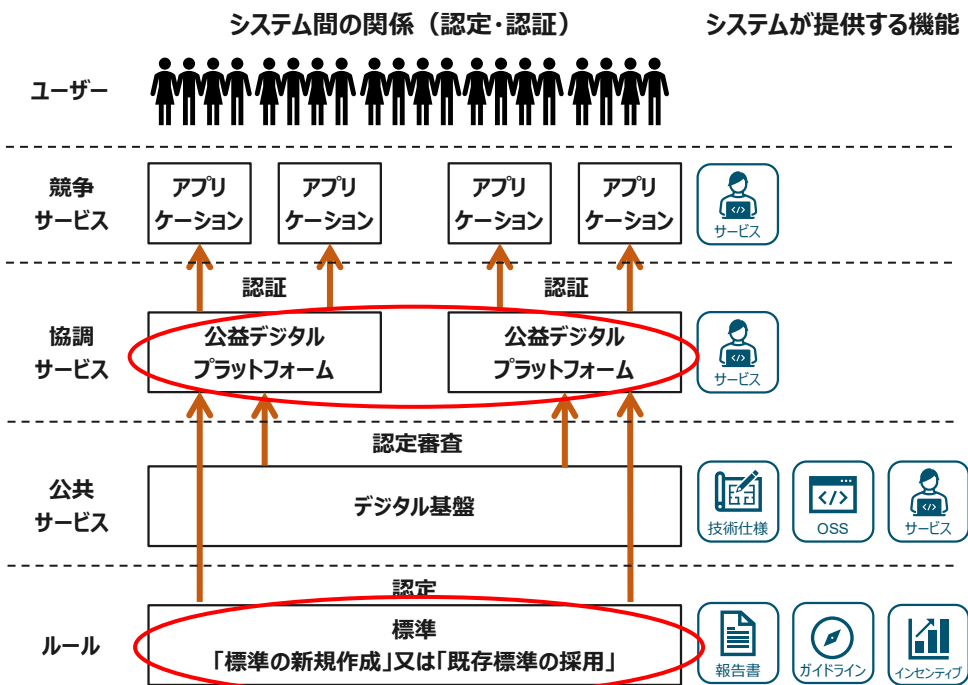 システム間の関係（認定・認証）
システムが提供する機能
ユーザー
競争
サービス
アプリ
ケーション
アプリ
ケーション
アプリ
ケーション
アプリ
ケーション
サービス
認証
認証
協調
サービス
公益デジタル
プラットフォーム
公益デジタル
プラットフォーム
サービス
認定審査
公共
サービス
デジタル基盤
技術仕様
OSS
サービス
認定
ルール
標準
「標準の新規作成」又は「既存標準の採用」
報告書
ガイドライン
インセンティブ